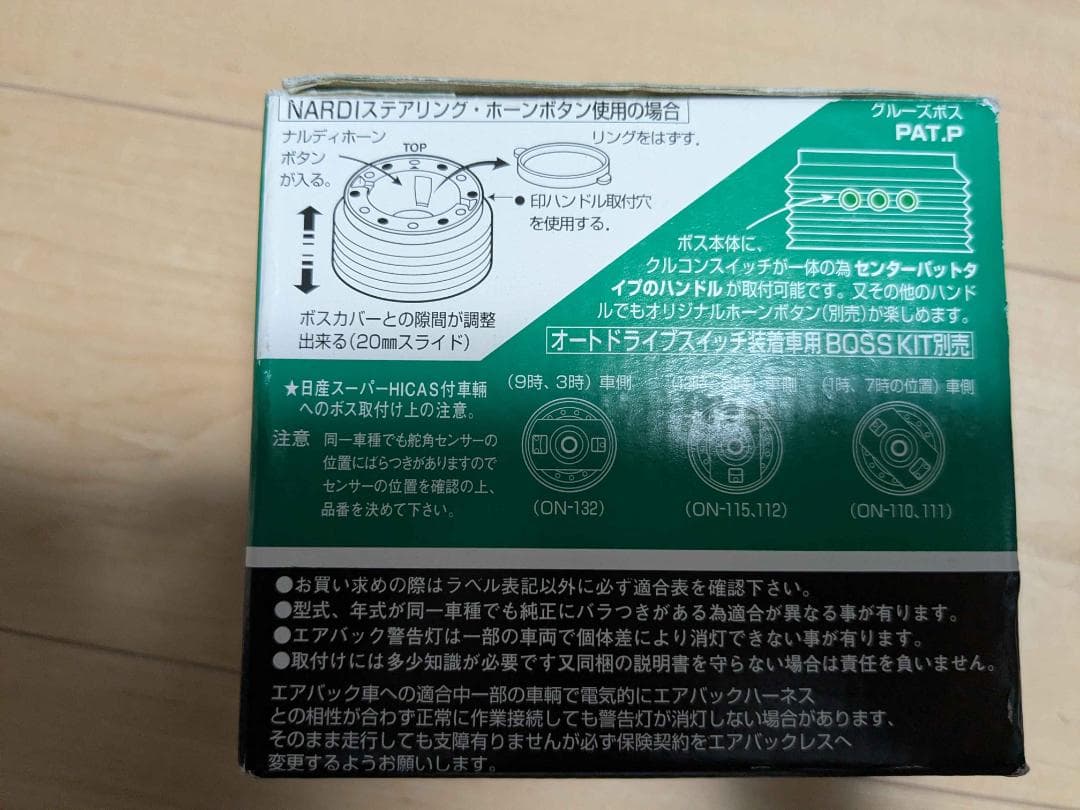 NARDIステアリング・ホーンボタン使用の場合
ナルディホーン
ボタン
が入る。
TOP
リングをはずす.
●印ハンドル取付穴
を使用する.
ボスカバーとの隙間が調整
出来る(20㎜スライド)
クルーズボス
PAT.P
ボス本体に、
クルコンスイッチが一体の為 センターパットタ
イプのハンドル が取付可能です。又その他のハンド
ルでもオリジナルホーンボタン(別売)が楽しめます。
オートドライブスイッチ装着車用BOSS KIT別売
★日産スーパーHICAS付車輌
へのボス取付け上の注意。
注意 同一車種でも舵角センサーの
位置にばらつきがありますので
センサーの位置を確認の上、
品番を決めて下さい。
(9時、3時)車側
車側
(1時、7時の位置)車側
(ON-132)
(ON-115、112)
(ON-110、111)
●お買い求めの際はラベル表記以外に必ず適合表を確認下さい。
●型式、年式が同一車種でも純正にバラつきがある為適合が異なる事が有ります。
●エアバック警告灯は一部の車両で個体差により消灯できない事が有ります。
●取付けには多少知識が必要です又同梱の説明書を守らない場合は責任を負いません。
エアバック車への適合中一部の車輌で電気的にエアバックハーネス
との相性が合わず正常に作業接続しても警告灯が消灯しない場合があります、
そのまま走行しても支障有りませんが必ず保険契約をエアバックレスへ
変更するようお願いします。